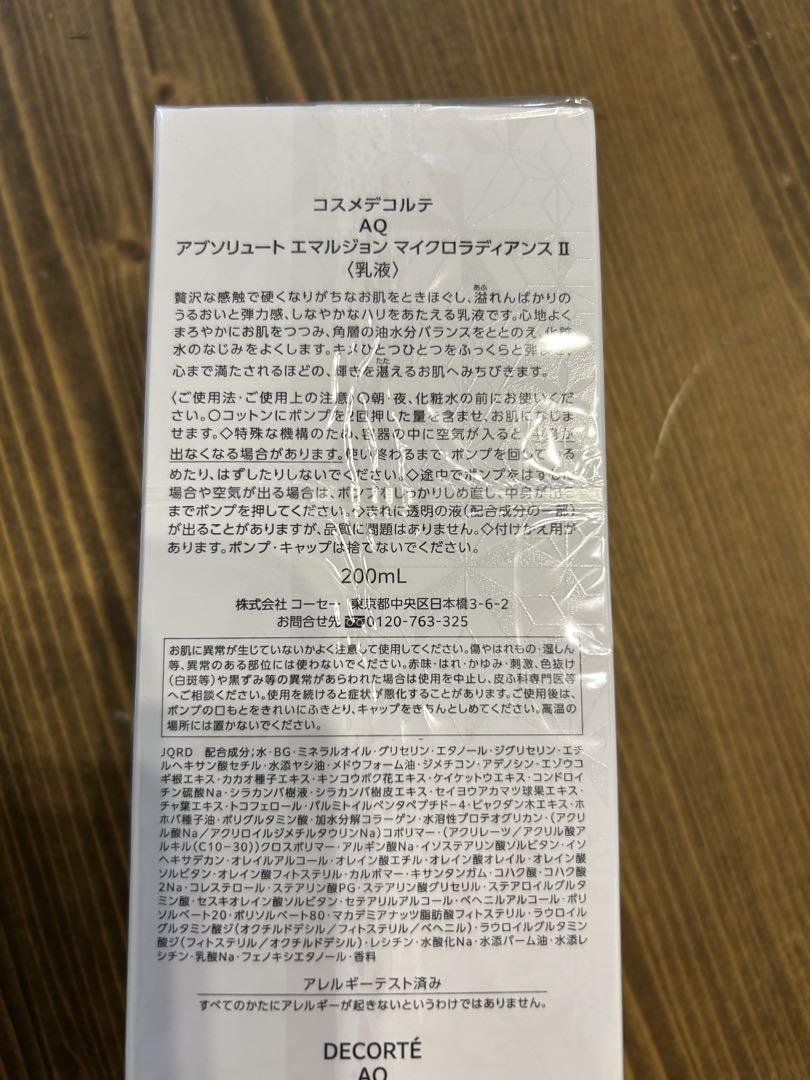 コスメデコルテ
AQ
アブソリュート エマルジョン マイクロラディアンス Ⅱ
〈乳液〉
贅沢な感触で硬くなりがちなお肌をときほぐし、溢れんばかりの
うるおいと弾力感、しなやかなハリをあたえる乳液です。心地よく
まろやかにお肌をつつみ、角層の油水分バランスをととのえ、化粧
水のなじみをよくします。キメひとつひとつをふっくらと
心まで満たされるほどの、輝きを湛えるお肌へみちびきます。
〈ご使用法・ご使用上の注意〉〇朝・夜、化粧水の前にお使いくだ
さい。〇コットンにポンプを2回押した量を含ませ、お肌になじま
せます。◇特殊な機構のため、容器の中に空気が入ると、中身が
出なくなる場合があります。使い終わるまで、ポンプを回して
めたり、はずしたりしないでください。◇途中でポンプをはずし
場合や空気が出る場合は、ポンプをしっかりしめ直し、中身が出る
までポンプを押してください。◇まれに透明の液(配合成分の一部)
が出ることがありますが、品質に問題はありません。◇付けかえ用が
あります。ポンプ・キャップは捨てないでください。
200mL
株式会社 コーセー 東京都中央区日本橋3-6-2
お問合せ先 0120-763-325
お肌に異常が生じていないかよく注意して使用してください。傷やはれもの・湿しん
等、異常のある部位には使わないでください。赤味・はれ・かゆみ・刺激、色抜け
(白斑等)や黒ずみ等の異常があらわれた場合は使用を中止し、皮ふ科専門医等
へご相談ください。使用を続けると症状が悪化することがあります。ご使用後は、
ポンプの口もとをきれいにふきとり、キャップをきちんとしめてください。高温の
場所には置かないでください。
JQRD 配合成分;水・BG・ミネラルオイル・グリセリン・エタノール・ジグリセリン・エチ
ルヘキサン酸セチル・水添ヤシ油・メドウフォーム油・ジメチコン・アデノシン・エゾウコ
ギ根エキス・カカオ種子エキス・キンコウボク花エキス・ケイケットウエキス・コンドロイ
チン硫酸Na・シラカンバ樹液・シラカンバ樹皮エキス・セイヨウアカマツ球果エキス・
チャ葉エキス・トコフェロール・パルミトイルペンタペプチド-4・ビャクダン木エキス・ホ
ホバ種子油・ポリグルタミン酸・加水分解コラーゲン・水溶性プロテオグリカン・(アクリ
ル酸Na/アクリロイルジメチルタウリンNa)コポリマー・(アクリレーツ/アクリル酸ア
ルキル(C10-30))クロスポリマー・アルギン酸Na・イソステアリン酸ソルビタン・イソ
ヘキサデカン・オレイルアルコール・オレイン酸エチル・オレイン酸オレイル・オレイン酸
ソルビタン・オレイン酸フィトステリル・カルボマー・キサンタンガム・コハク酸・コハク酸
2Na・コレステロール・ステアリン酸PG・ステアリン酸グリセリル・ステアロイルグルタ
ミン酸・セスキオレイン酸ソルビタン・セテアリルアルコール・ベヘニルアルコール・ポリ
ソルベート20・ポリソルベート80・マカデミアナッツ脂肪酸フィトステリル・ラウロイル
グルタミン酸ジ(オクチルドデシル/フィトステリル/ベヘニル)・ラウロイルグルタミン
酸ジ(フィトステリル/オクチルドデシル)・レシチン・水酸化Na・水添パーム油・水添レ
シチン・乳酸Na・フェノキシエタノール・香料
アレルギーテスト済み
すべてのかたにアレルギーが起きないというわけではありません。
DECORTÉ
AQ